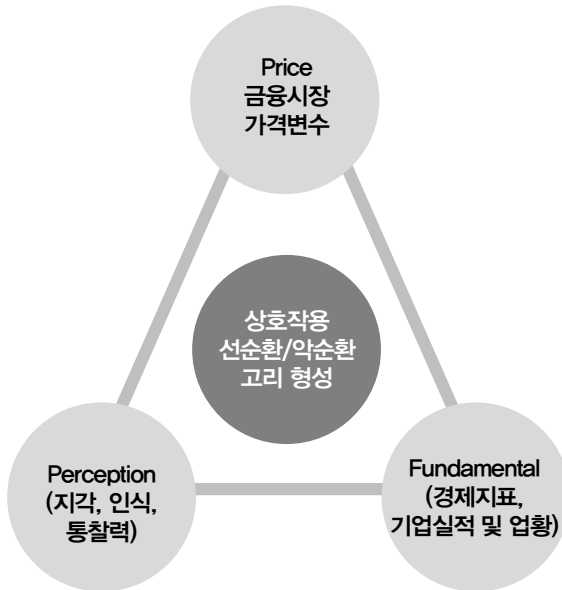 Price
금융시장
가격변수
상호작용
선순환/악순환
고리 형성
Perception
(지각, 인식,
통찰력)
Fundamental
(경제지표,
기업실적 및 업황)